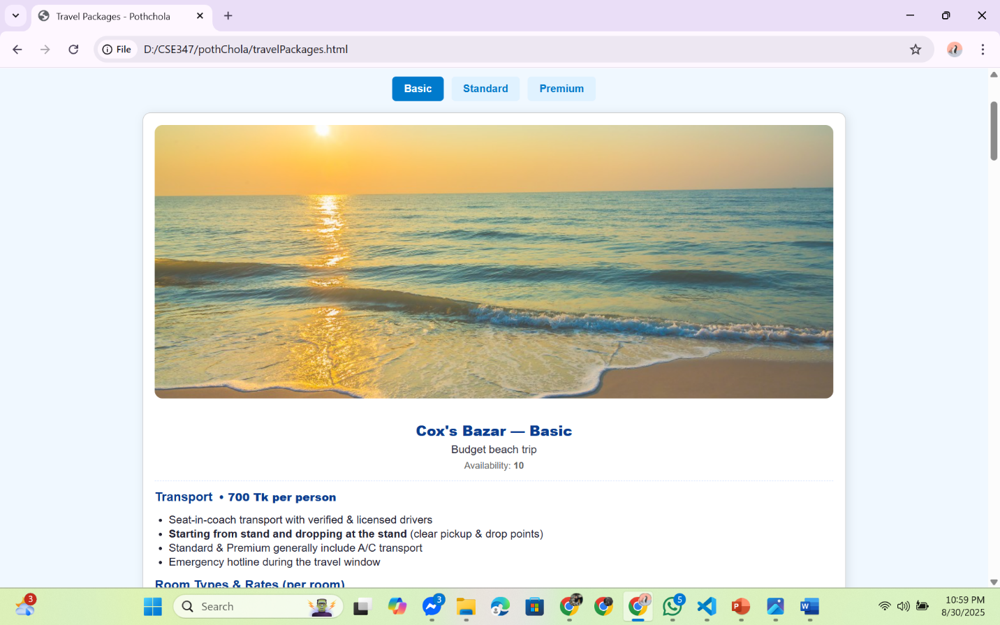 Travel Packages - Pothchola
File
D:/CSE347/pothChola/travelPackages.html
Basic
Standard
Premium
Cox's Bazar — Basic
Budget beach trip
Availability: 10
Transport • 700 Tk per person
• Seat-in-coach transport with verified & licensed drivers
• Starting from stand and dropping at the stand (clear pickup & drop points)
• Standard & Premium generally include A/C transport
• Emergency hotline during the travel window
Room Types & Rates (per room)
3
Search
3
5
P
W
10:59 PM
8/30/2025